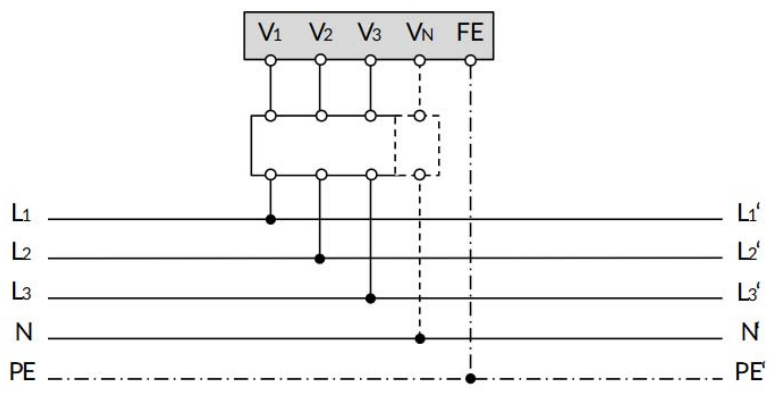 V1 V2 V3 VN FE
L1 L1‘
L2 L2‘
L3 L3‘
N N‘
PE PE‘